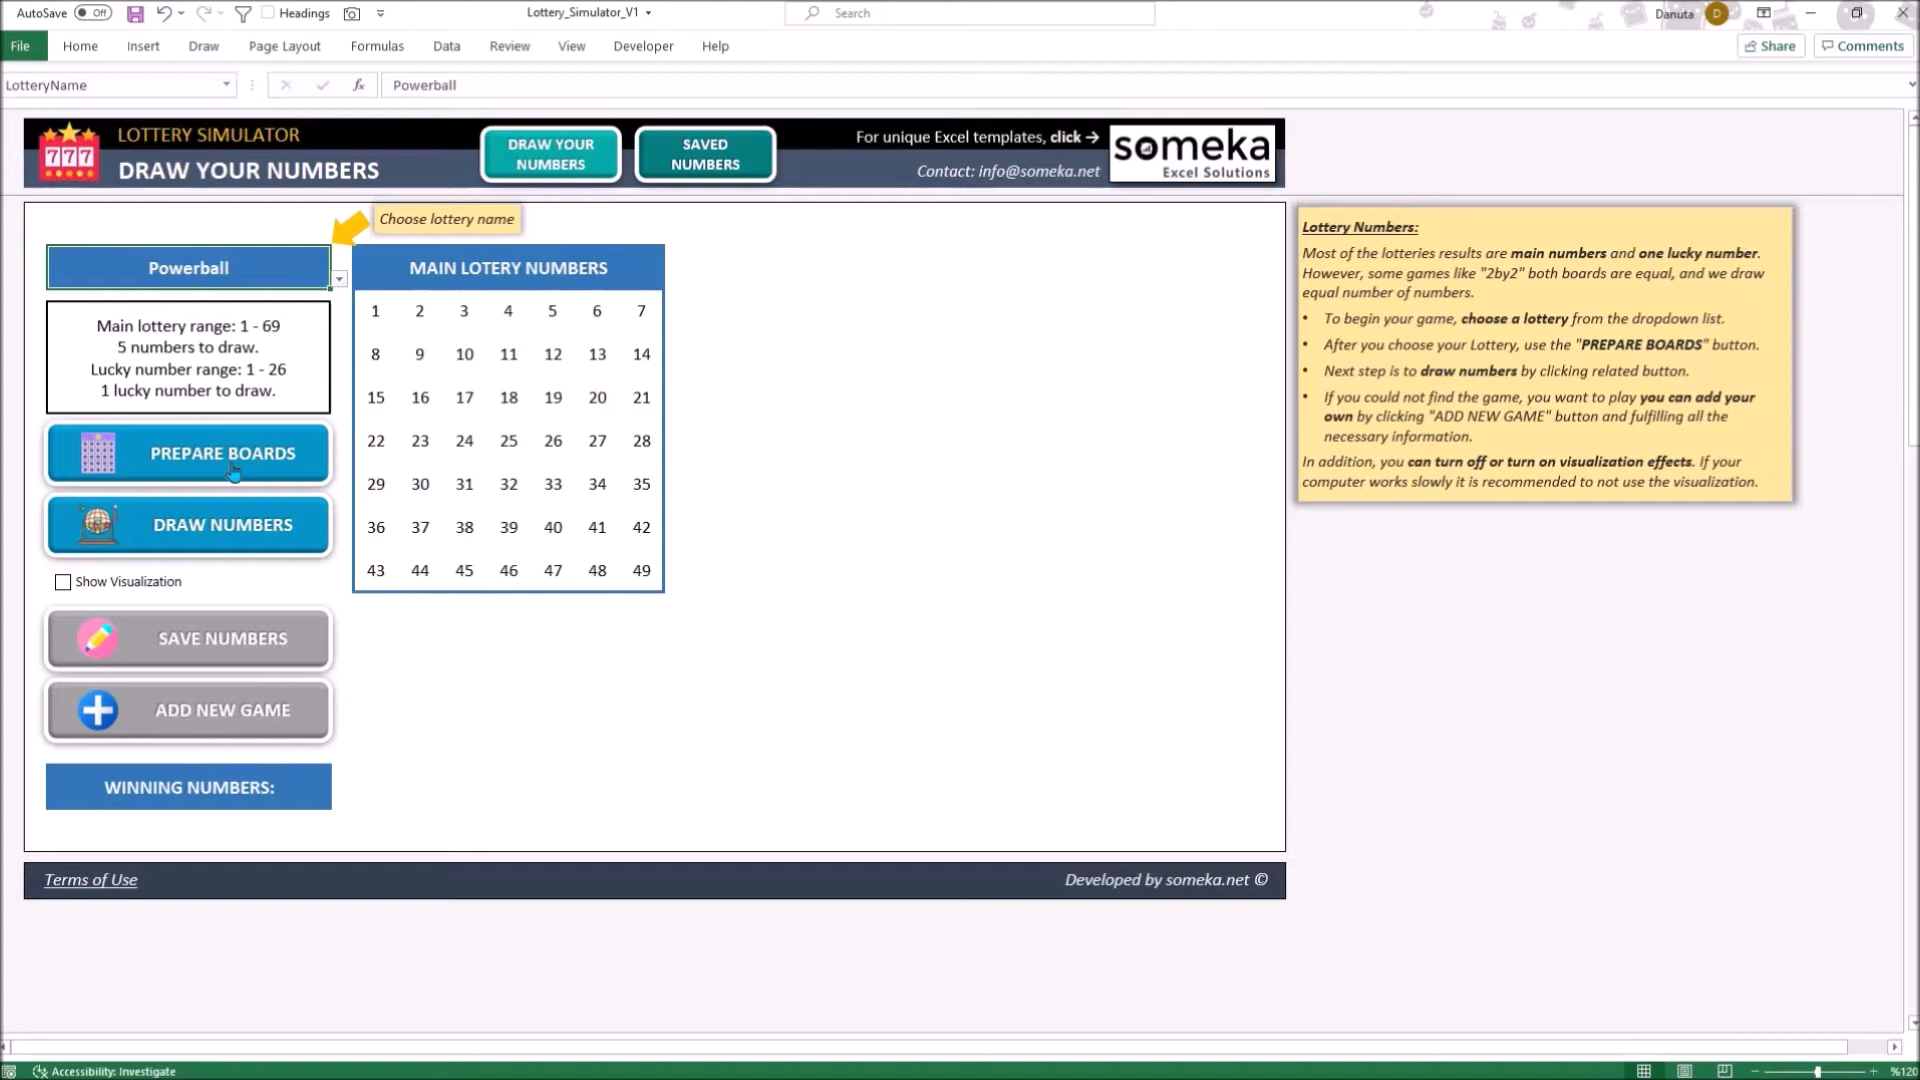 AutoSave Off Headings Lottery_Simulator_V1 Search Danuta D
File Home Insert Draw Page Layout Formulas Data Review View Developer Help Share Comments
LotteryName fx Powerball
LOTTERY SIMULATOR
DRAW YOUR NUMBERS
DRAW YOUR
NUMBERS
SAVED
NUMBERS
For unique Excel templates, click →
Contact: info@someka.net
someka
Excel Solutions
777
Choose lottery name
Powerball
Main lottery range: 1 - 69
5 numbers to draw.
Lucky number range: 1 - 26
1 lucky number to draw.
PREPARE BOARDS
DRAW NUMBERS
Show Visualization
SAVE NUMBERS
ADD NEW GAME
WINNING NUMBERS:
MAIN LOTERY NUMBERS
1 2 3 4 5 6 7
8 9 10 11 12 13 14
15 16 17 18 19 20 21
22 23 24 25 26 27 28
29 30 31 32 33 34 35
36 37 38 39 40 41 42
43 44 45 46 47 48 49
Lottery Numbers:
Most of the lotteries results are main numbers and one lucky number.
However, some games like "2by2" both boards are equal, and we draw
equal number of numbers.
• To begin your game, choose a lottery from the dropdown list.
• After you choose your Lottery, use the "PREPARE BOARDS" button.
• Next step is to draw numbers by clicking related button.
• If you could not find the game, you want to play you can add your
own by clicking "ADD NEW GAME" button and fulfilling all the
necessary information.
In addition, you can turn off or turn on visualization effects. If your
computer works slowly it is recommended to not use the visualization.
Terms of Use
Developed by someka.net ©
Accessibility: Investigate
%120